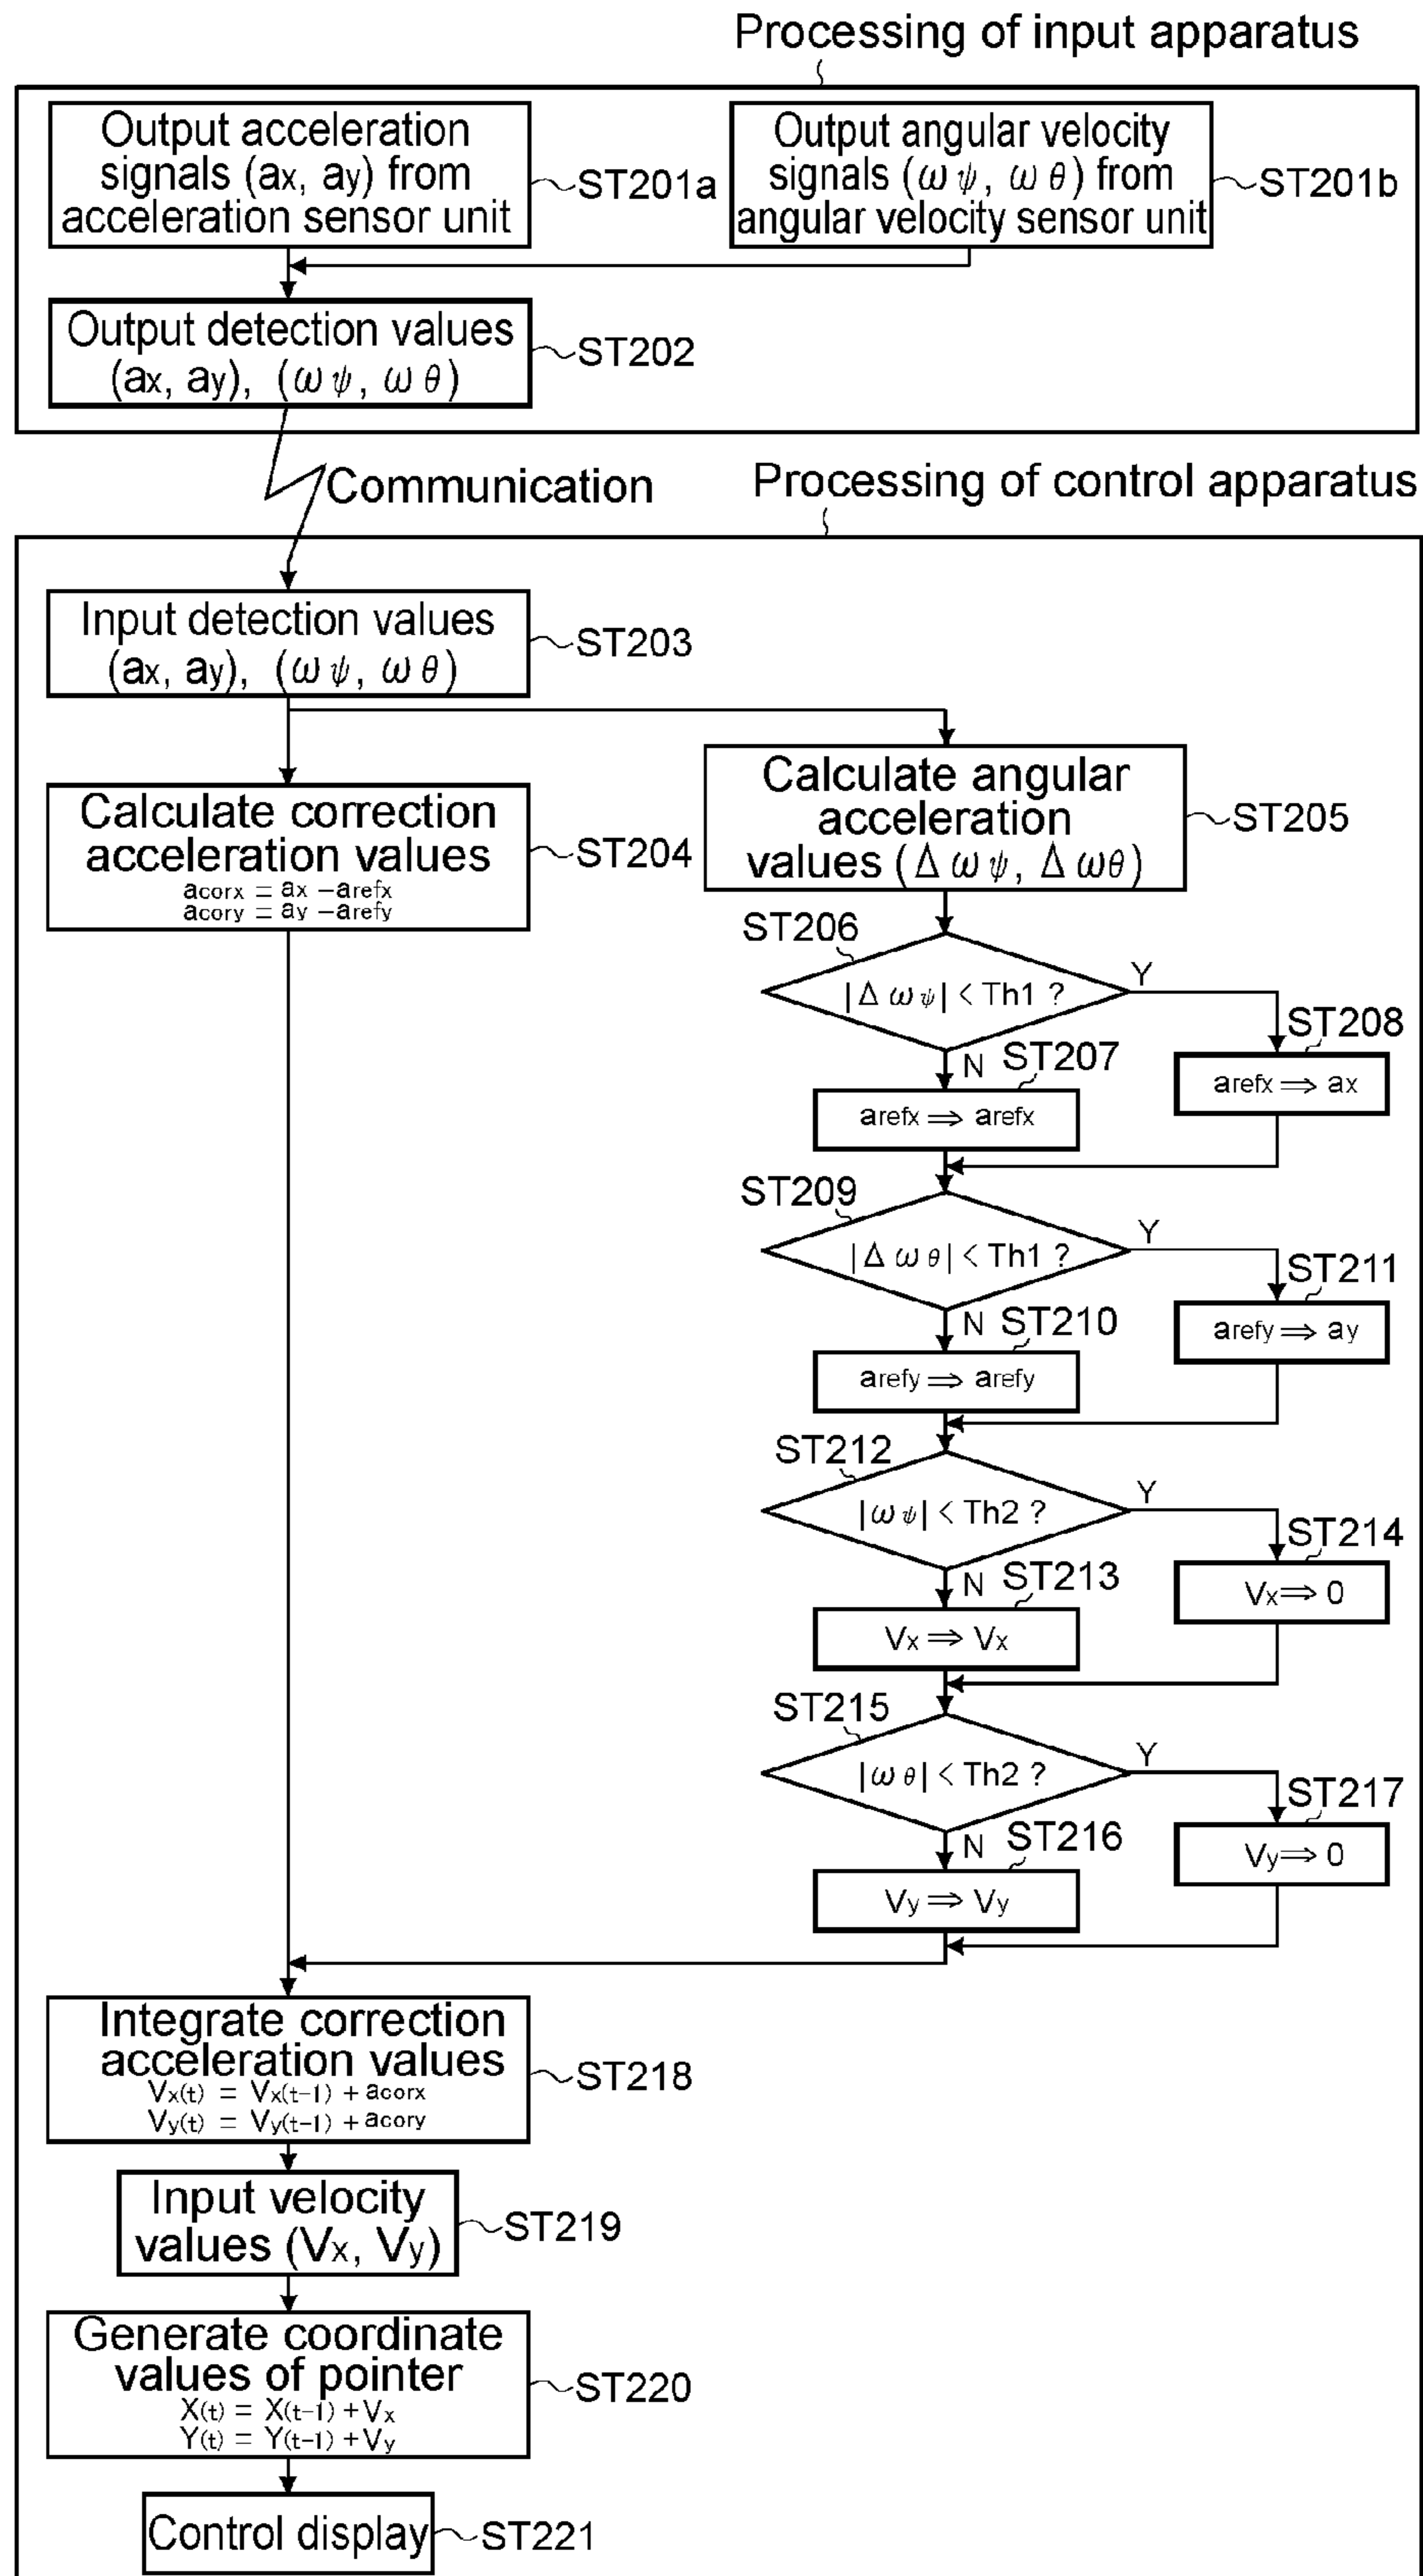 Processing of input apparatus
Output acceleration
signals (ax, ay) from
acceleration sensor unit
ST201a
Output angular velocity
signals (ωψ, ωθ) from
angular velocity sensor unit
ST201b
Output detection values
(ax, ay), (ωψ, ωθ)
ST202
Communication
Processing of control apparatus
Input detection values
(ax, ay), (ωψ, ωθ)
ST203
Calculate correction
acceleration values
acorx = ax −arefx
acory = ay −arefy
ST204
Calculate angular
acceleration
values (Δωψ, Δωθ)
ST205
ST206
|Δωψ| < Th1 ?
Y
N
ST207
arefx ⇒ arefx
ST208
arefx ⇒ ax
ST209
|Δωθ| < Th1 ?
Y
N
ST210
arefy ⇒ arefy
ST211
arefy ⇒ ay
ST212
|ωψ| < Th2 ?
Y
N
ST213
Vx ⇒ Vx
ST214
Vx ⇒ 0
ST215
|ωθ| < Th2 ?
Y
N
ST216
Vy ⇒ Vy
ST217
Vy ⇒ 0
Integrate correction
acceleration values
Vx(t) = Vx(t−1) + acorx
Vy(t) = Vy(t−1) + acory
ST218
Input velocity
values (Vx, Vy)
ST219
Generate coordinate
values of pointer
X(t) = X(t−1) +Vx
Y(t) = Y(t−1) +Vy
ST220
Control display
ST221